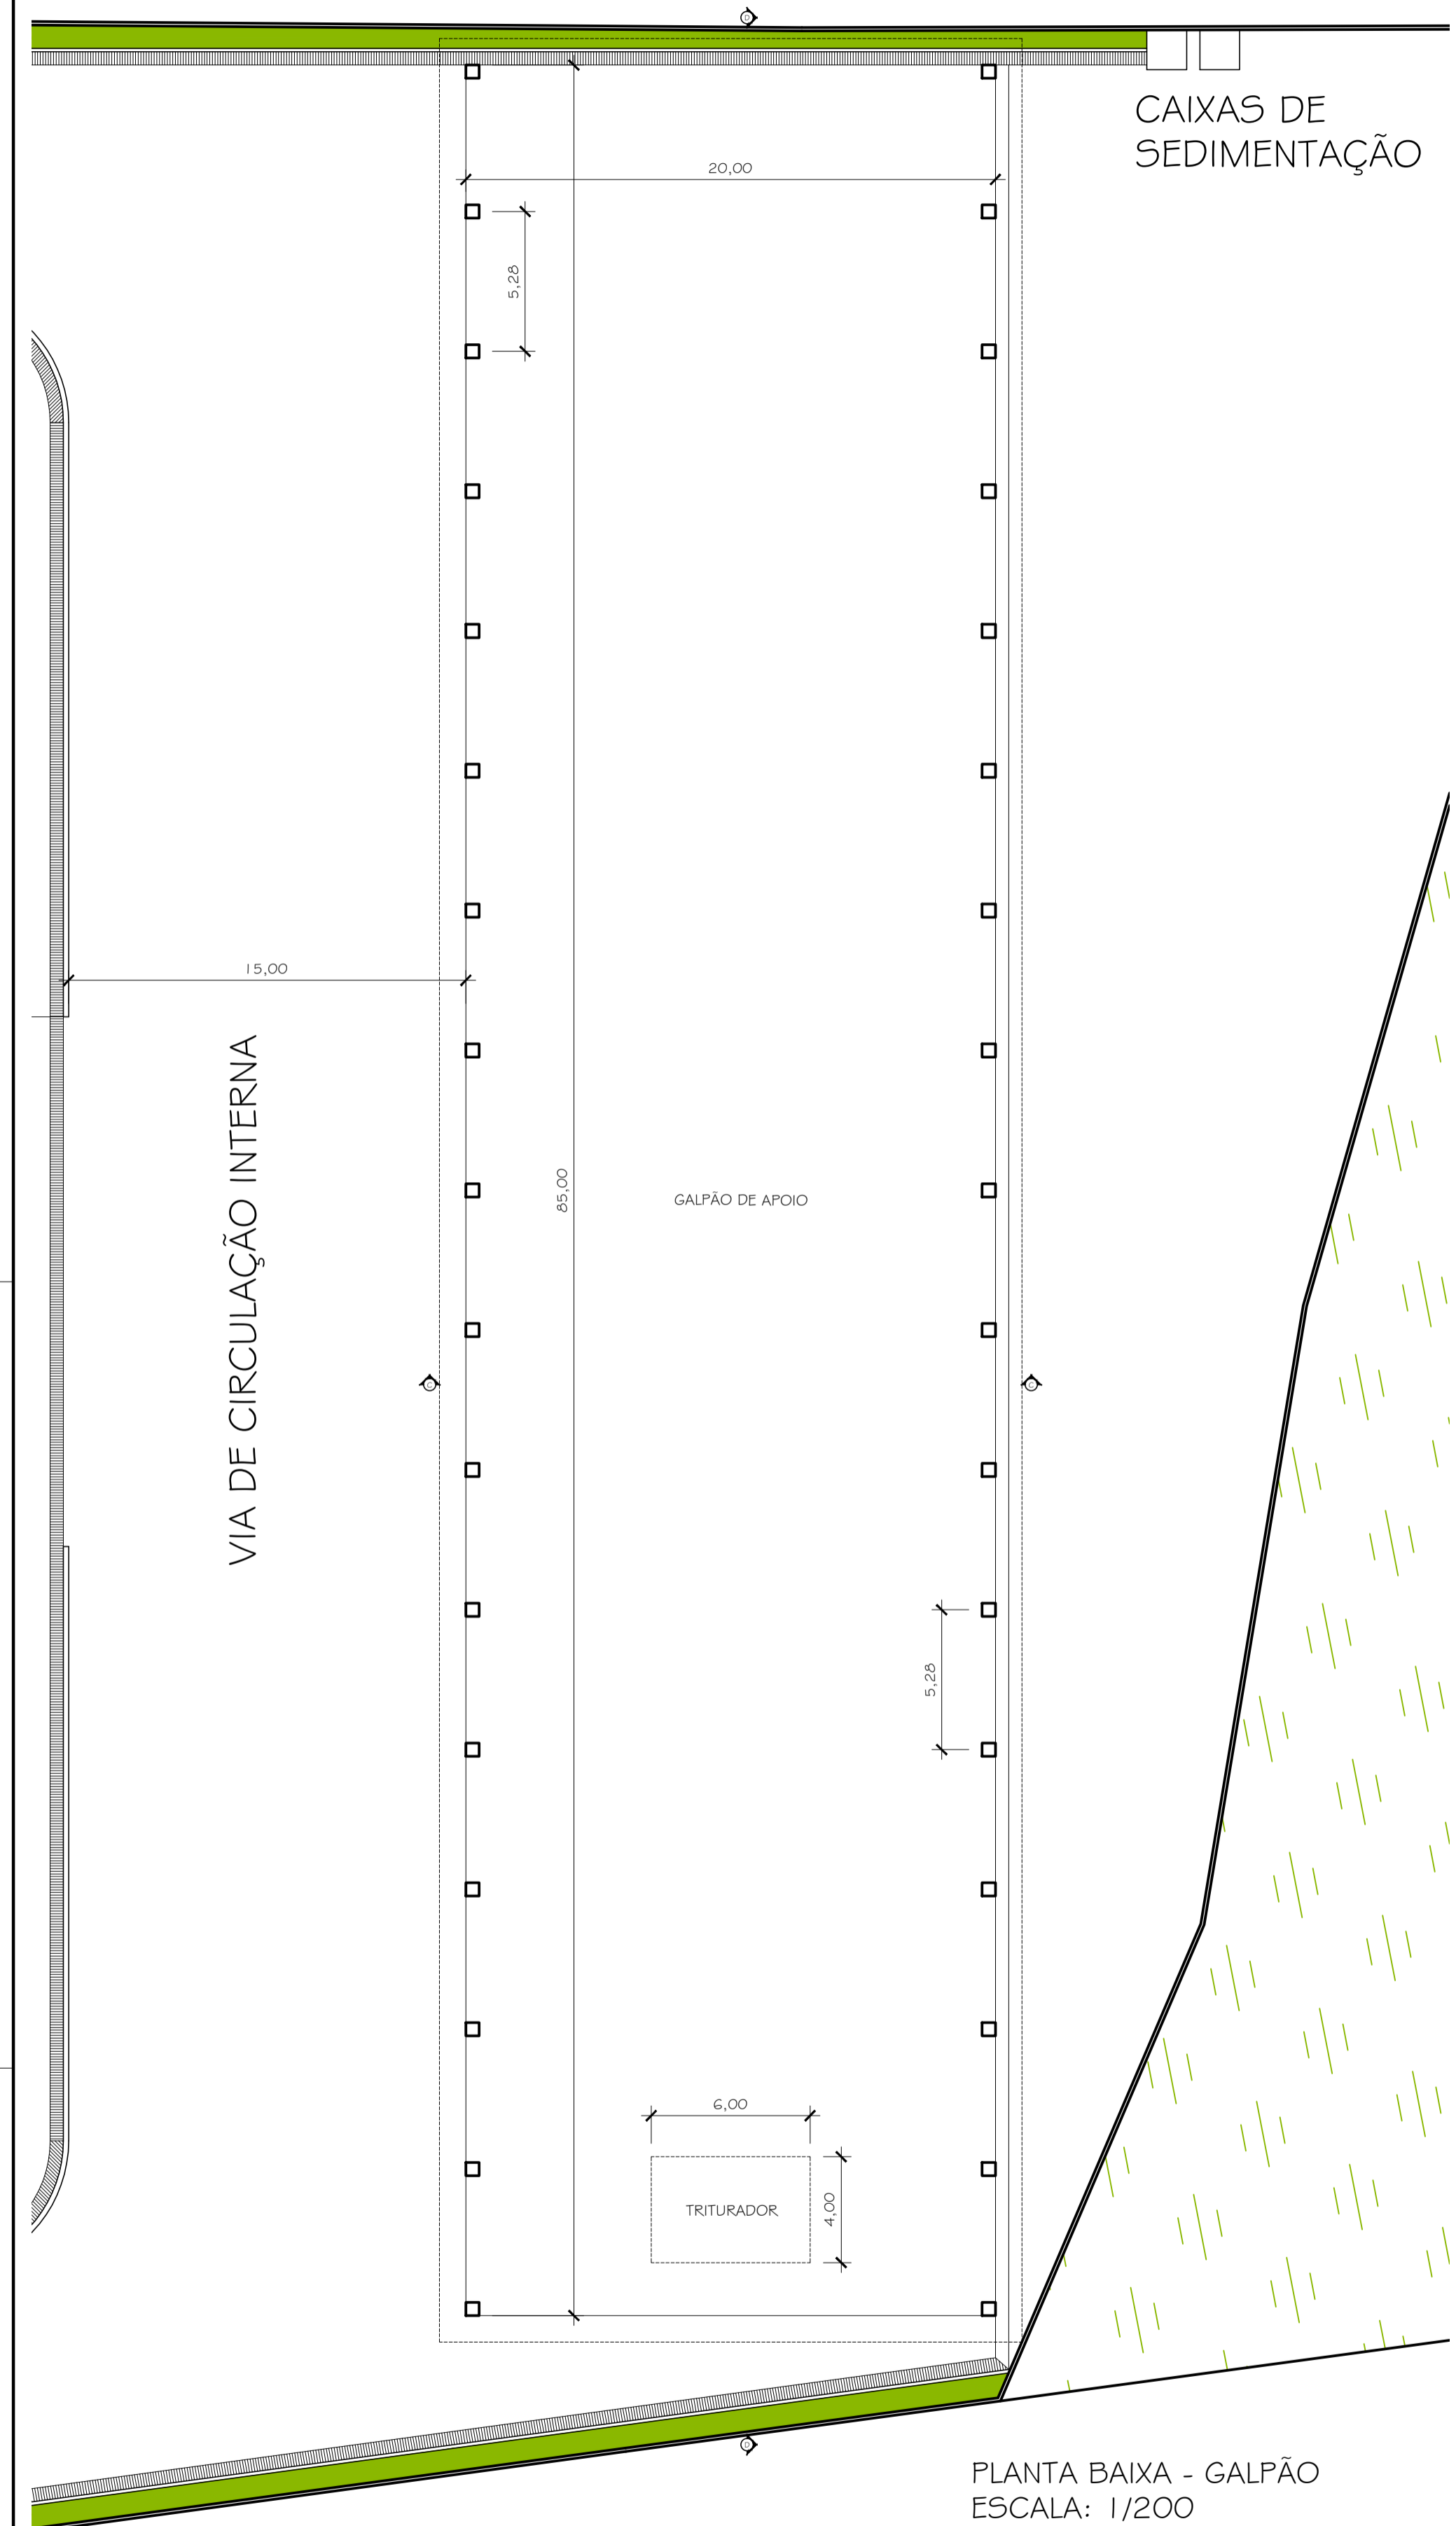 D
CAIXAS DE
SEDIMENTAÇÃO
20,00
5,28
15,00
VIA DE CIRCULAÇÃO INTERNA
85,00
GALPÃO DE APOIO
C
C
5,28
6,00
TRITURADOR
4,00
D
PLANTA BAIXA - GALPÃO
ESCALA: 1/200